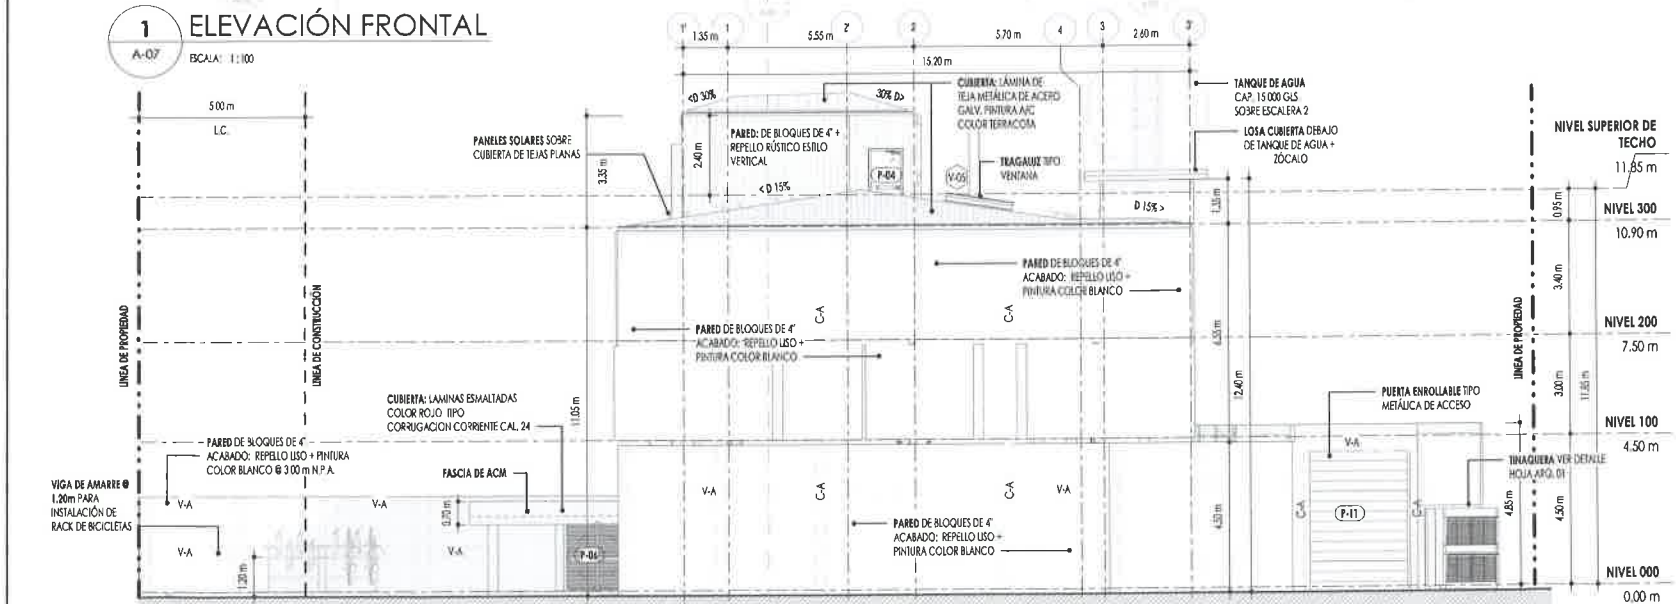 1
A-07
ELEVACIÓN FRONTAL
ESCALA: 1:100
1'
1
2'
2
4
3
3'
1.35 m
5.55 m
5.70 m
2.60 m
15.20 m
5.00 m
L.C.
<D 30%
30% D>
CUBIERTA: LÁMINA DE
TEJA METÁLICA DE ACERO
GALV. PINTURA A/C
COLOR TERRACOTA
TANQUE DE AGUA
CAP. 15 000 GLS
SOBRE ESCALERA 2
LOSA CUBIERTA DEBAJO
DE TANQUE DE AGUA +
ZÓCALO
NIVEL SUPERIOR DE
TECHO
11.85 m
PANELES SOLARES SOBRE
CUBIERTA DE TEJAS PLANAS
3.35 m
2.40 m
PARED: DE BLOQUES DE 4" +
REPELLO RÚSTICO ESTILO
VERTICAL
P-04
V-05
TRAGALUZ TIPO
VENTANA
< D 15%
D 15% >
1.35 m
0.95 m
NIVEL 300
10.90 m
PARED DE BLOQUES DE 4"
ACABADO: REPELLO LISO +
PINTURA COLOR BLANCO
3.40 m
C-A
C-A
LÍNEA DE PROPIEDAD
LÍNEA DE CONSTRUCCIÓN
PARED DE BLOQUES DE 4"
ACABADO: REPELLO LISO +
PINTURA COLOR BLANCO
6.55 m
12.40 m
LÍNEA DE PROPIEDAD
NIVEL 200
7.50 m
3.00 m
11.85 m
CUBIERTA: LAMINAS ESMALTADAS
COLOR ROJO TIPO
CORRUGACION CORRIENTE CAL. 24
11.05 m
PUERTA ENROLLABLE TIPO
METÁLICA DE ACCESO
NIVEL 100
4.50 m
PARED DE BLOQUES DE 4"
ACABADO: REPELLO LISO + PINTURA
COLOR BLANCO @ 3.00 m N.P.A.
FASCIA DE ACM
V-A
TINAQUERA VER DETALLE
HOJA ARQ. 01
VIGA DE AMARRE @
1.20m PARA
INSTALACIÓN DE
RACK DE BICICLETAS
V-A
V-A
0.70 m
V-A
C-A
C-A
V-A
4.50 m
C-A
P-11
C-A
4.85 m
4.50 m
V-A
V-A
P-06
PARED DE BLOQUES DE 4"
ACABADO: REPELLO LISO +
PINTURA COLOR BLANCO
1.20 m
NIVEL 000
0.00 m